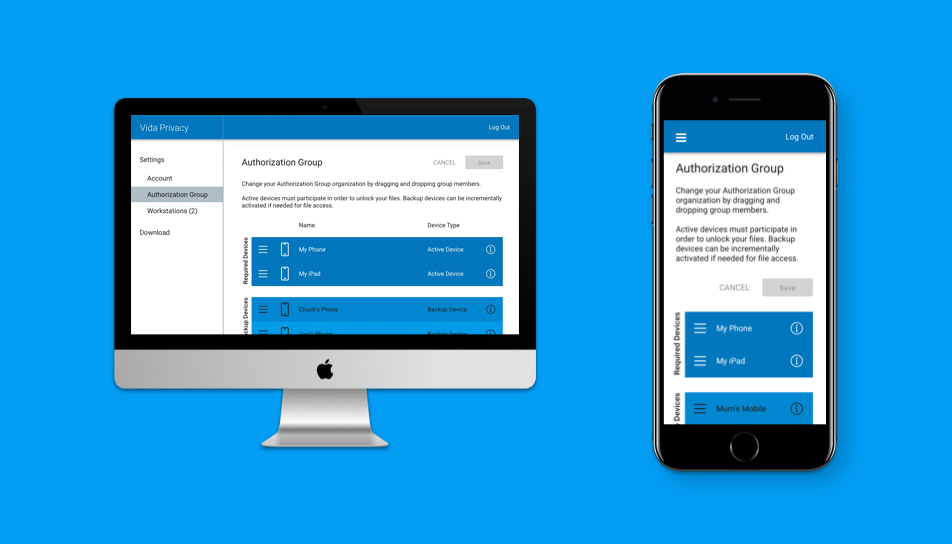 Vida Privacy
Log Out
Settings
Account
Authorization Group
Workstations (2)
Download
Authorization Group
CANCEL
Save
Change your Authorization Group organization by dragging and dropping group members.
Active devices must participate in order to unlock your files. Backup devices can be incrementally
activated if needed for file access.
Name
Device Type
Required Devices
My Phone
Active Device
My iPad
Active Device
Chuck's Phone
Backup Device
Backup Device
Log Out
Authorization Group
Change your Authorization Group
organization by dragging and
dropping group members.
Active devices must participate in
order to unlock your files. Backup
devices can be incrementally
activated if needed for file access.
CANCEL
Save
Required Devices
My Phone
My iPad
Devices
Mum's Mobile